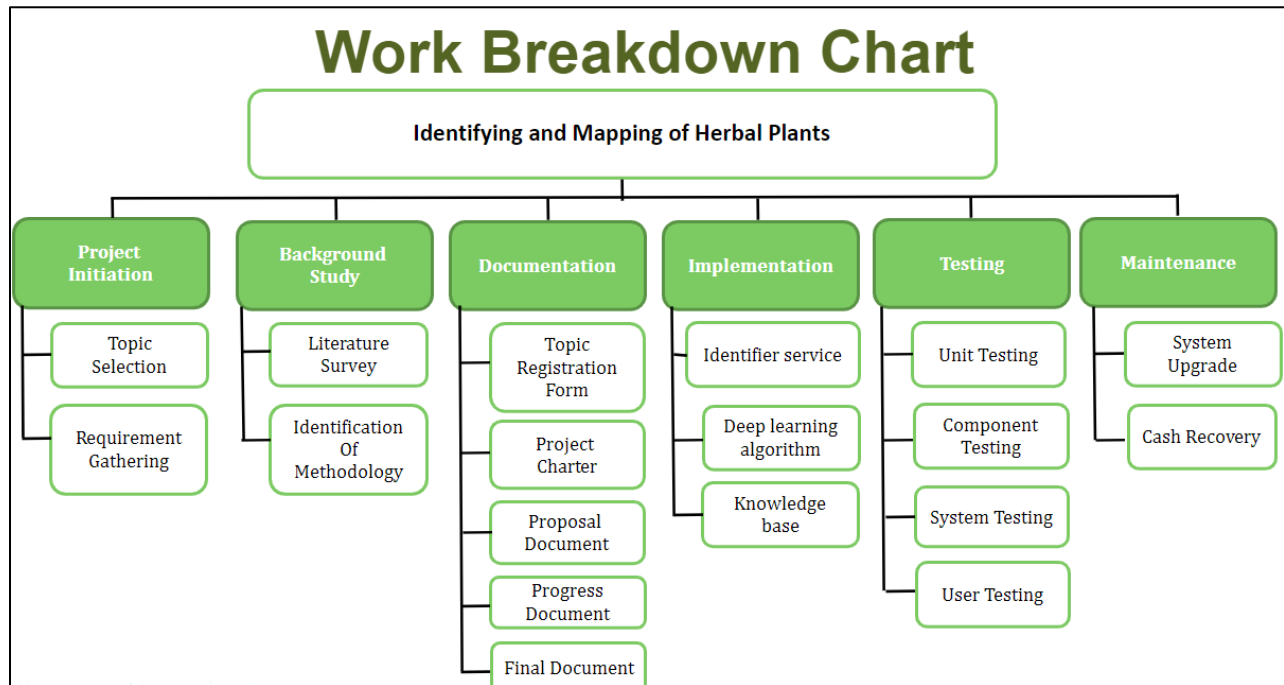 Work Breakdown Chart
Identifying and Mapping of Herbal Plants
Project
Initiation
Topic
Selection
Requirement
Gathering
Background
Study
Literature
Survey
Identification
Of
Methodology
Documentation
Topic
Registration
Form
Project
Charter
Proposal
Document
Progress
Document
Final Document
Implementation
Identifier service
Deep learning
algorithm
Knowledge
base
Testing
Unit Testing
Component
Testing
System Testing
User Testing
Maintenance
System
Upgrade
Cash Recovery